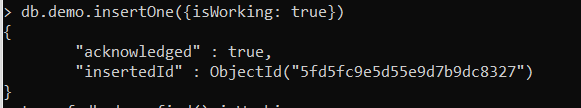 > db.demo.insertOne({isWorking: true})
{
        "acknowledged" : true,
        "insertedId" : ObjectId("5fd5fc9e5d55e9d7b9dc8327")
}